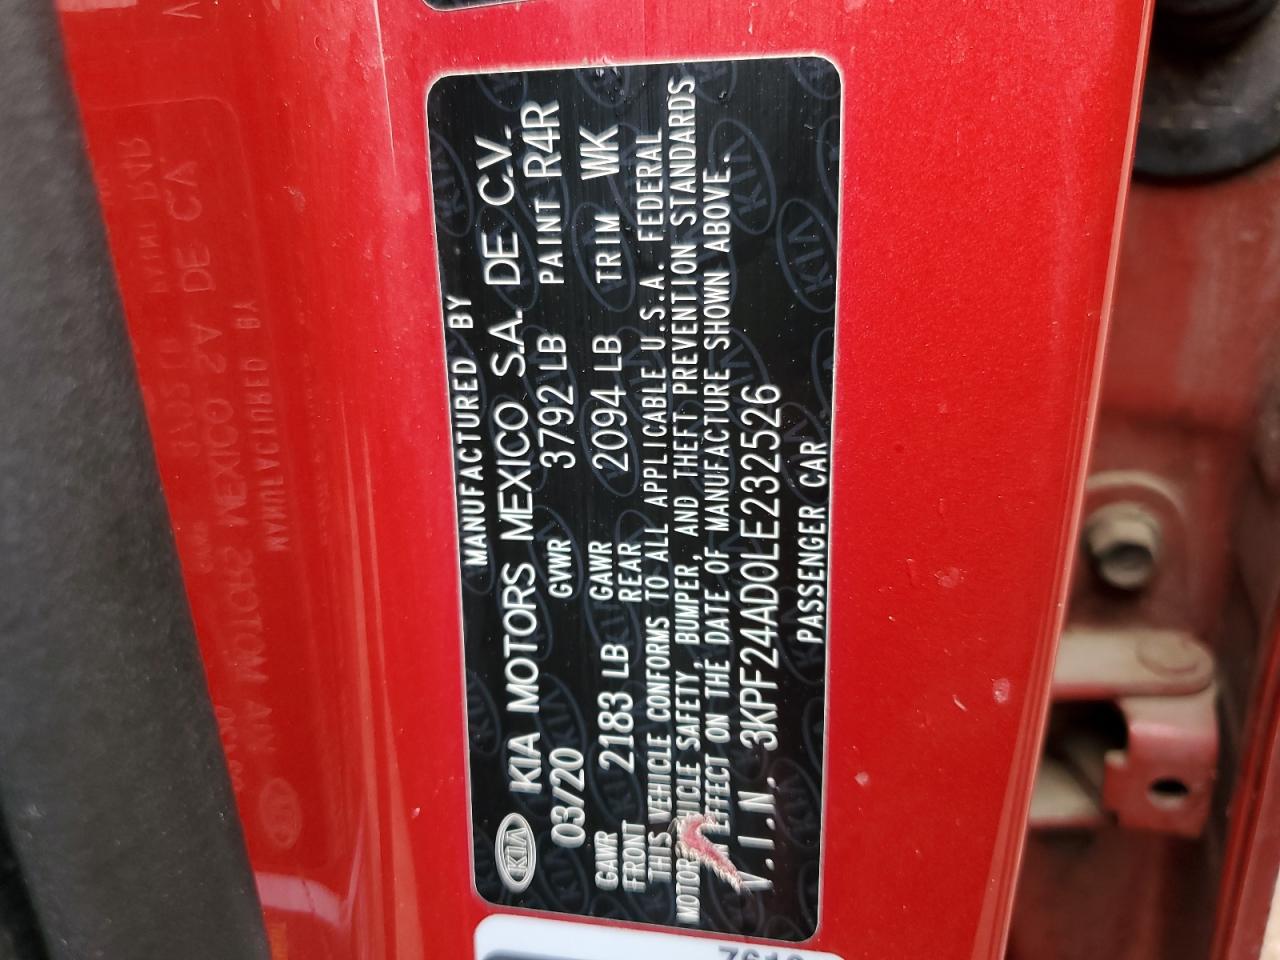 MANUFACTURED BY
KIA KIA MOTORS MEXICO S.A. DE C.V.
03/20 GVWR 3792 LB PAINT R4R
GAWR FRONT 2183 LB GAWR REAR 2094 LB TRIM WK
THIS VEHICLE CONFORMS TO ALL APPLICABLE U.S.A. FEDERAL
MOTOR VEHICLE SAFETY, BUMPER, AND THEFT PREVENTION STANDARDS
IN EFFECT ON THE DATE OF MANUFACTURE SHOWN ABOVE.
V.I.N. 3KPF24AD0LE232526
PASSENGER CAR